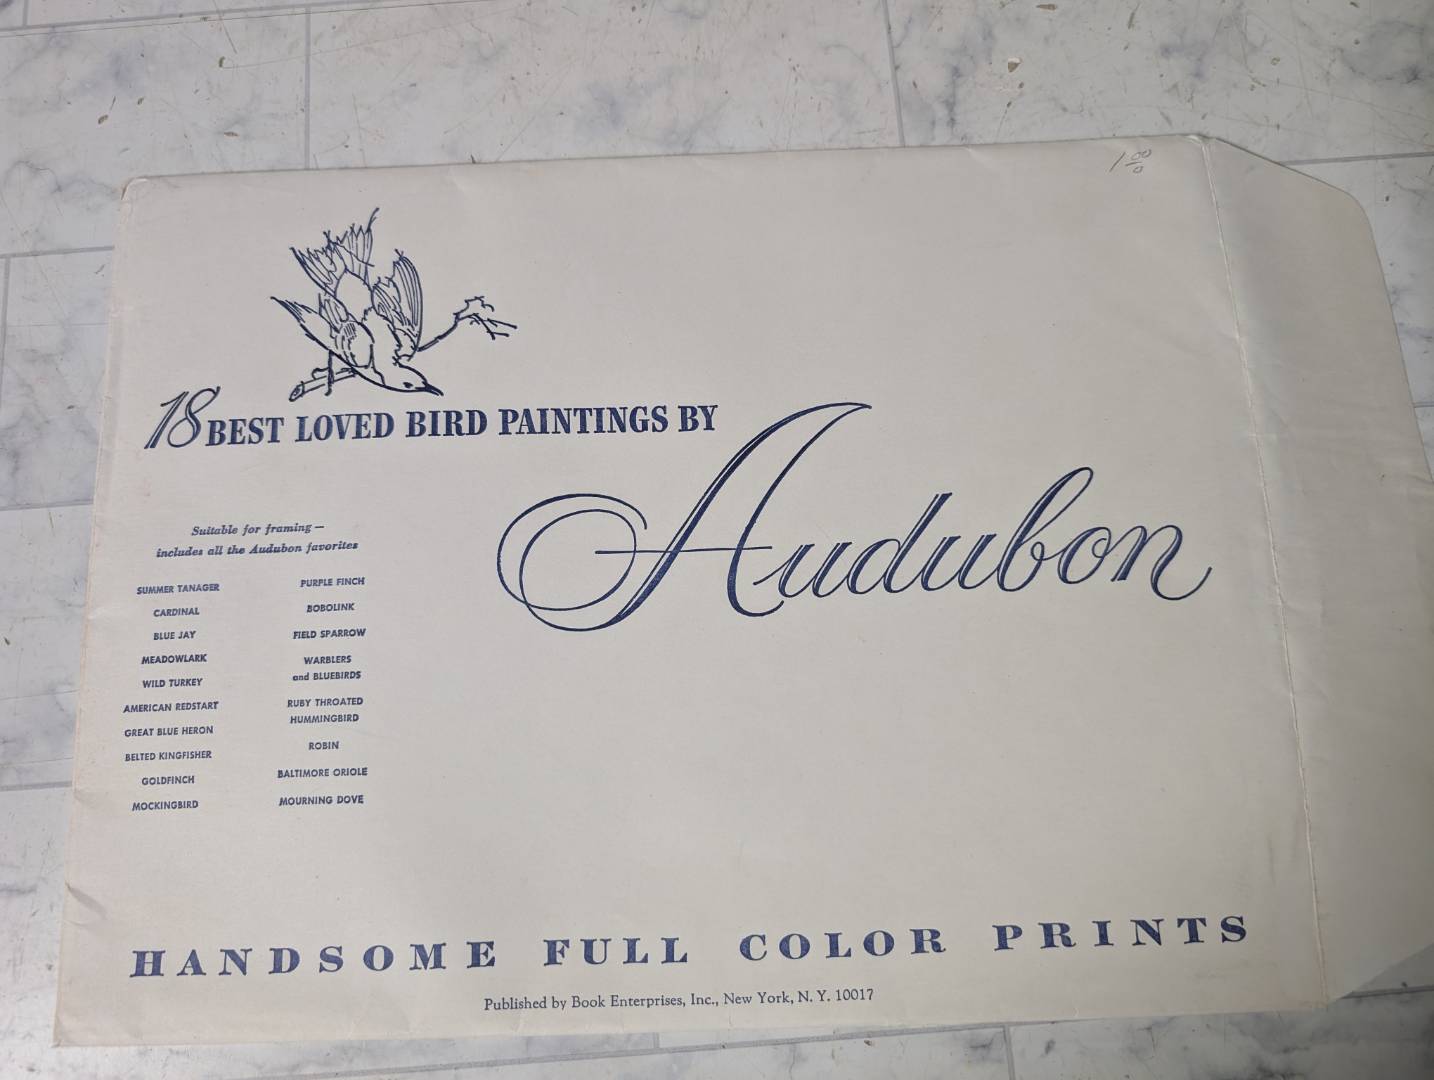 1 00/0
18 BEST LOVED BIRD PAINTINGS BY
Audubon
Suitable for framing —
includes all the Audubon favorites
SUMMER TANAGER
CARDINAL
BLUE JAY
MEADOWLARK
WILD TURKEY
AMERICAN REDSTART
GREAT BLUE HERON
BELTED KINGFISHER
GOLDFINCH
MOCKINGBIRD
PURPLE FINCH
BOBOLINK
FIELD SPARROW
WARBLERS
and BLUEBIRDS
RUBY THROATED
HUMMINGBIRD
ROBIN
BALTIMORE ORIOLE
MOURNING DOVE
HANDSOME FULL COLOR PRINTS
Published by Book Enterprises, Inc., New York, N. Y. 10017